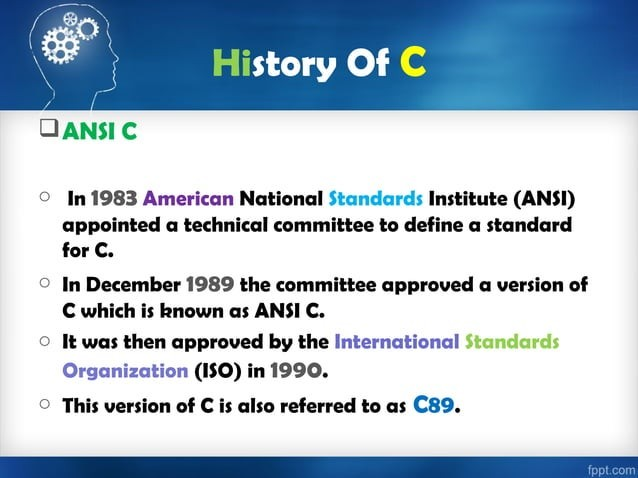 History Of C
ANSI C
In 1983 American National Standards Institute (ANSI)
appointed a technical committee to define a standard
for C.
In December 1989 the committee approved a version of
C which is known as ANSI C.
It was then approved by the International Standards
Organization (ISO) in 1990.
This version of C is also referred to as C89.
fppt.com